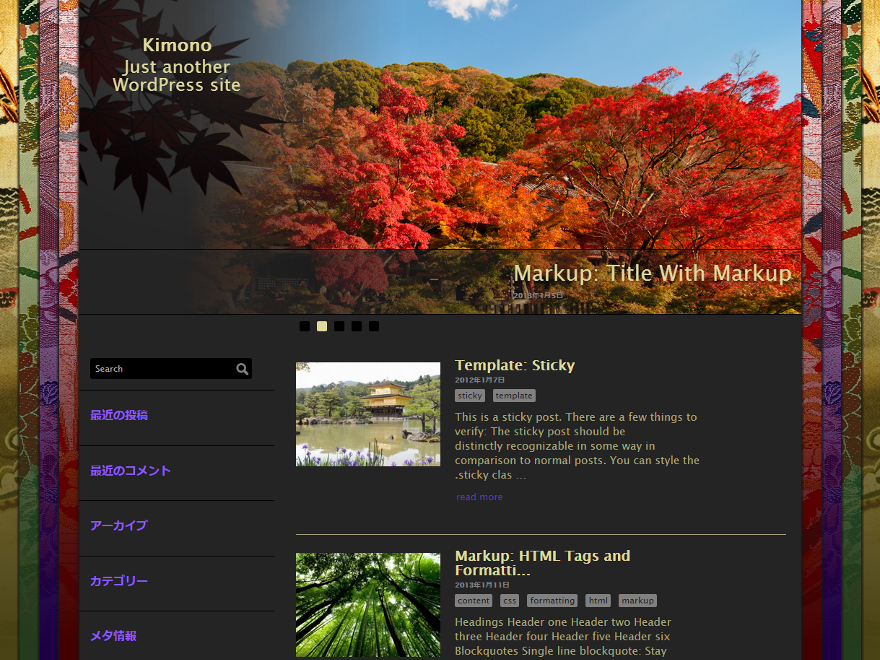 Kimono
Just another
WordPress site
Markup: Title With Markup
2013年1月5日
Search
最近の投稿
最近のコメント
アーカイブ
カテゴリー
メタ情報
Template: Sticky
2012年1月7日
sticky template
This is a sticky post. There are a few things to
verify: The sticky post should be
distinctly recognizable in some way in
comparison to normal posts. You can style the
.sticky clas …
read more
Markup: HTML Tags and
Formatti...
2013年1月11日
content css formatting html markup
Headings Header one Header two Header
three Header four Header five Header six
Blockquotes Single line blockquote: Stay